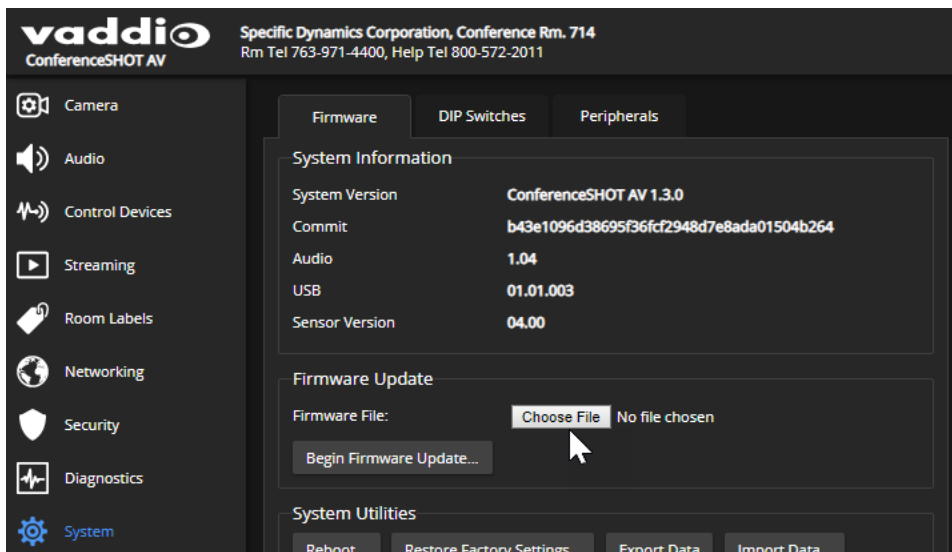 vaddio
ConferenceSHOT AV
Specific Dynamics Corporation, Conference Rm. 714
Rm Tel 763-971-4400, Help Tel 800-572-2011
Camera
Audio
Control Devices
Streaming
Room Labels
Networking
Security
Diagnostics
System
Firmware DIP Switches Peripherals
System Information
System Version ConferenceSHOT AV 1.3.0
Commit b43e1096d38695f36fcf2948d7e8ada01504b264
Audio 1.04
USB 01.01.003
Sensor Version 04.00
Firmware Update
Firmware File: Choose File No file chosen
Begin Firmware Update...
System Utilities
Reboot... Restore Factory Settings... Export Data... Import Data...